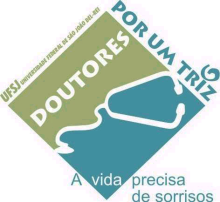 UFSJ UNIVERSIDADE FEDERAL DE SÃO JOÃO DEL-REI
DOUTORES
POR UM TRIZ
A vida precisa
de sorrisos